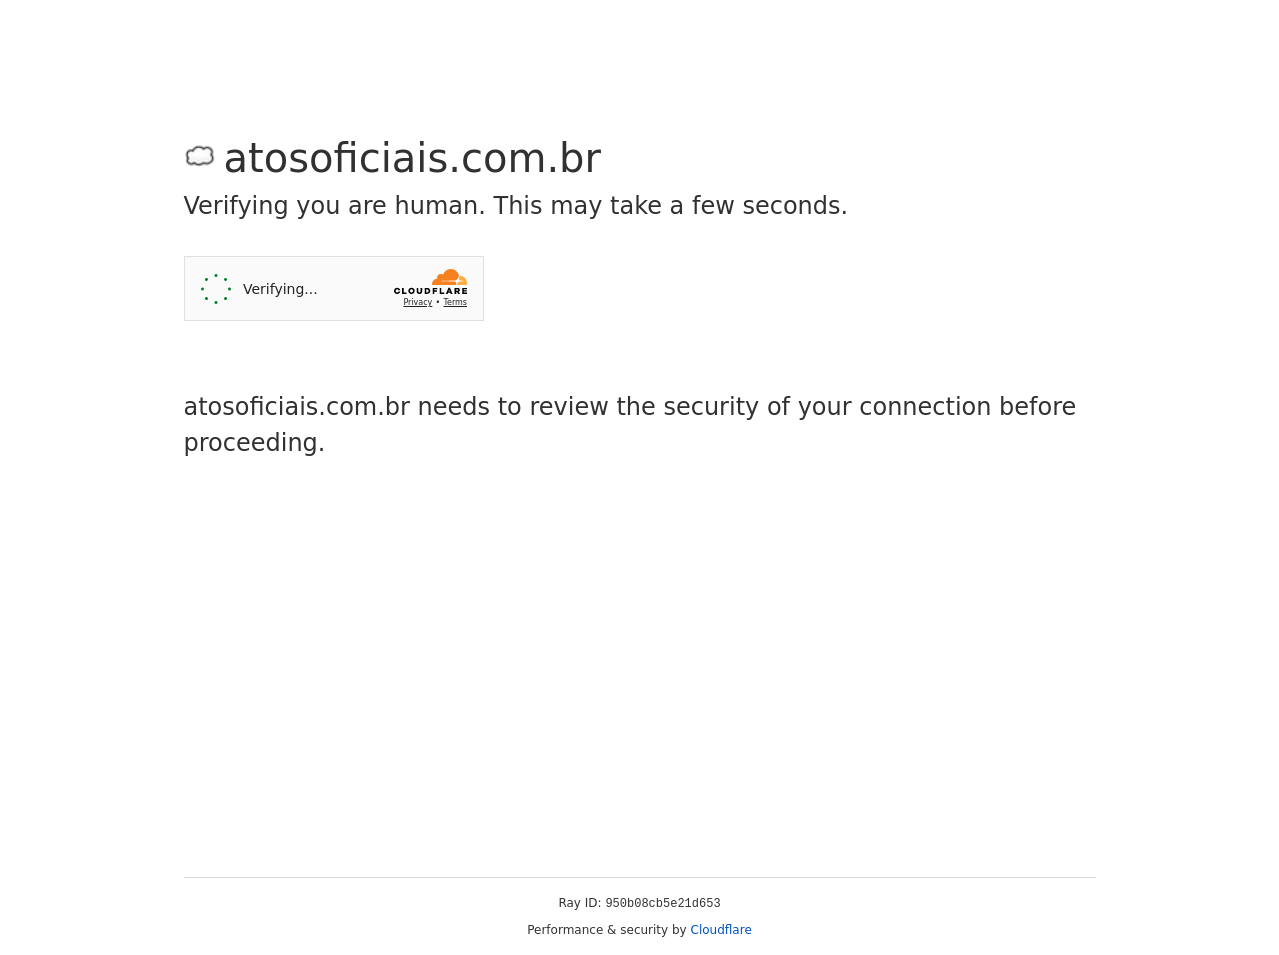 atosoficiais.com.br
Verifying you are human. This may take a few seconds.
Verifying...
CLOUDFLARE
Privacy • Terms
atosoficiais.com.br needs to review the security of your connection before
proceeding.
Ray ID: 950b08cb5e21d653
Performance & security by Cloudflare